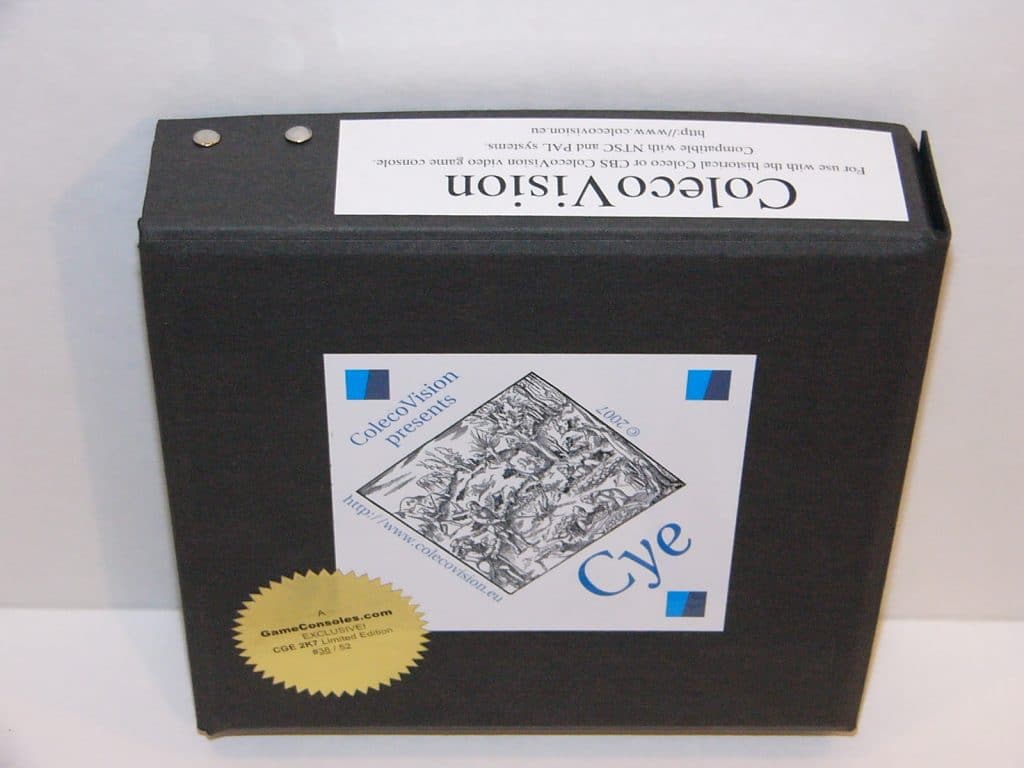 ColecoVision
For use with the historical Coleco or CBS ColecoVision video game console.
Compatible with NTSC and PAL systems.
http://www.colecovision.eu
ColecoVision
presents
© 2007
http://www.colecovision.eu
Cye
A
GameConsoles.com
EXCLUSIVE!
CGE 2K7 Limited Edition
#38 / 52